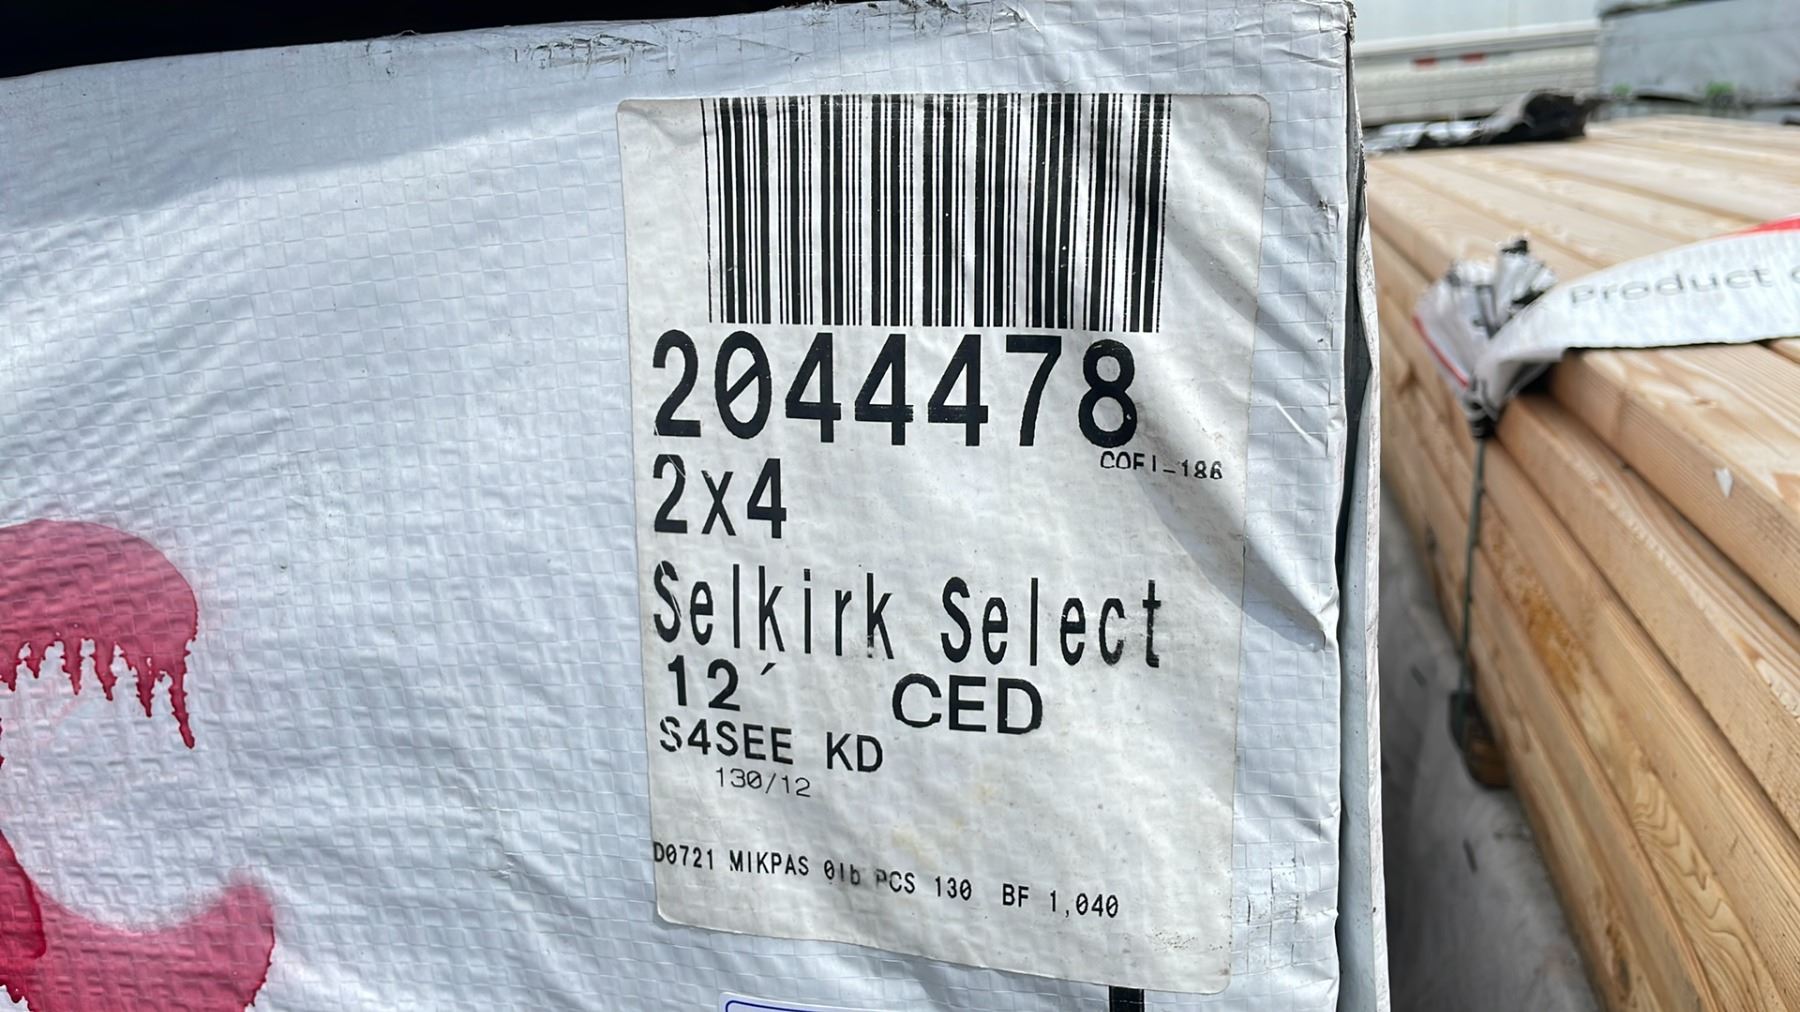 2044478
COFI-186
2x4
Selkirk Select
12′ CED
S4SEE KD
130/12
D0721 MIKPAS 0lb PCS 130 BF 1,040
Product